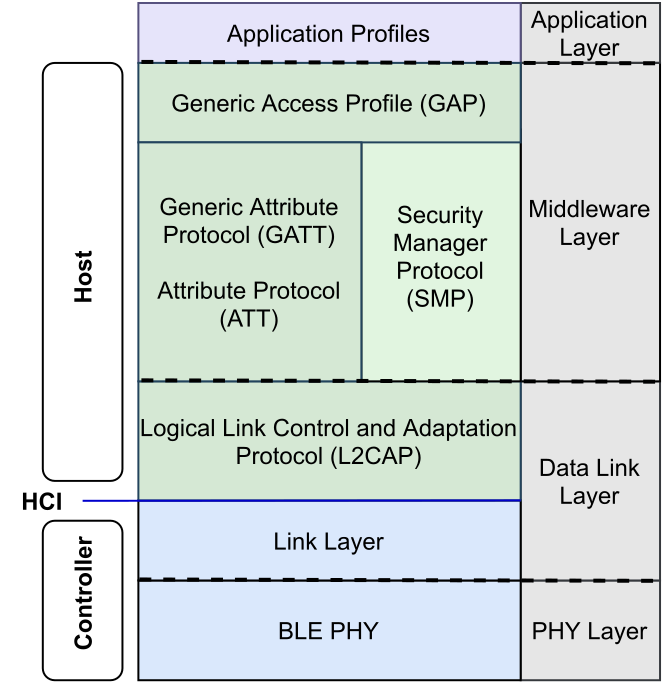 Application Profiles
Application
Layer
Host
Generic Access Profile (GAP)
Generic Attribute
Protocol (GATT)
Attribute Protocol
(ATT)
Security
Manager
Protocol
(SMP)
Middleware
Layer
Logical Link Control and Adaptation
Protocol (L2CAP)
Data Link
Layer
HCI
Controller
Link Layer
BLE PHY
PHY Layer